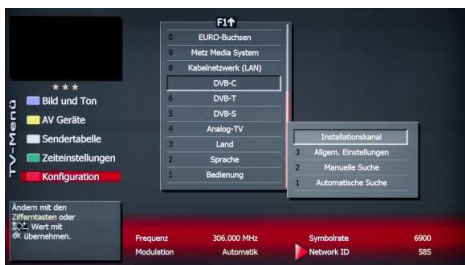 F1↑
0 EURO-Buchsen
9 Metz Media System
8 Kabelnetzwerk (LAN)
DVB-C
6 DVB-T
5 DVB-S
4 Analog-TV
3 Land
2 Sprache
1 Bedienung
Installationskanal
3 Allgem. Einstellungen
2 Manuelle Suche
1 Automatische Suche
TV-Menü
Bild und Ton
AV Geräte
Sendertabelle
Zeiteinstellungen
Konfiguration
Ändern mit den
Zifferntasten oder
Wert mit
OK übernehmen.
Frequenz 306.000 MHz Symbolrate 6900
Modulation Automatik Network ID 585